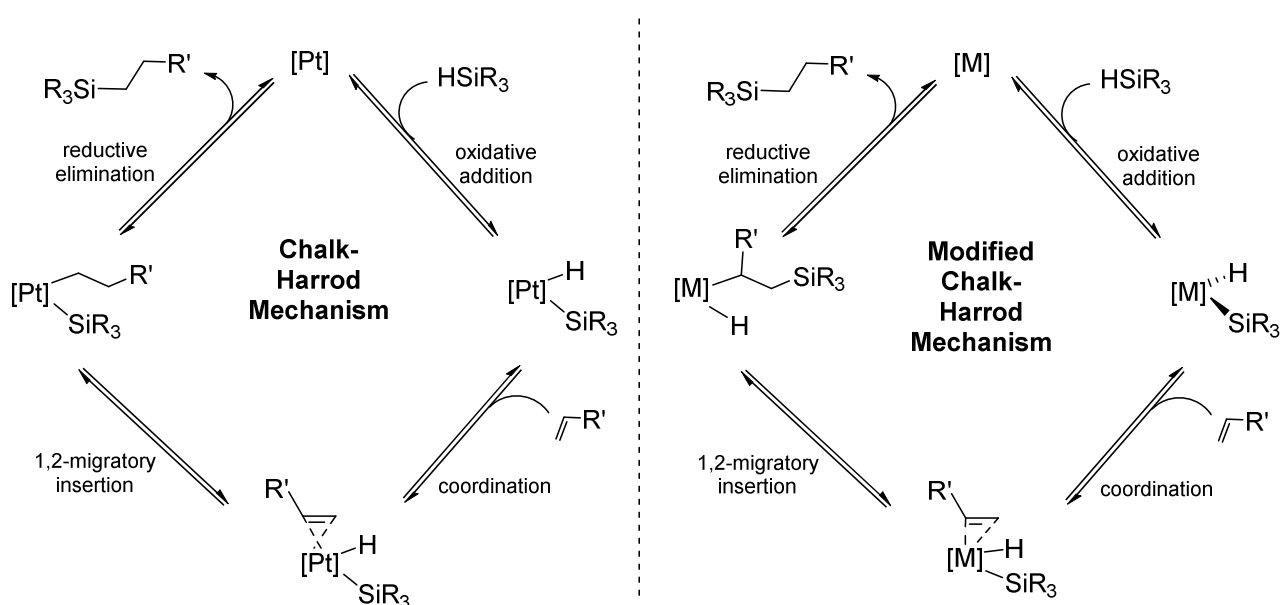 [Pt]
HSiR3
oxidative
addition
[Pt]
H
SiR3
R'
coordination
R'
[Pt]
H
SiR3
1,2-migratory
insertion
[Pt]
R'
SiR3
reductive
elimination
R3Si
R'
Chalk-
Harrod
Mechanism
[M]
HSiR3
oxidative
addition
[M]
H
SiR3
R'
coordination
R'
[M]
H
SiR3
1,2-migratory
insertion
R'
[M]
SiR3
H
reductive
elimination
R3Si
R'
Modified
Chalk-
Harrod
Mechanism